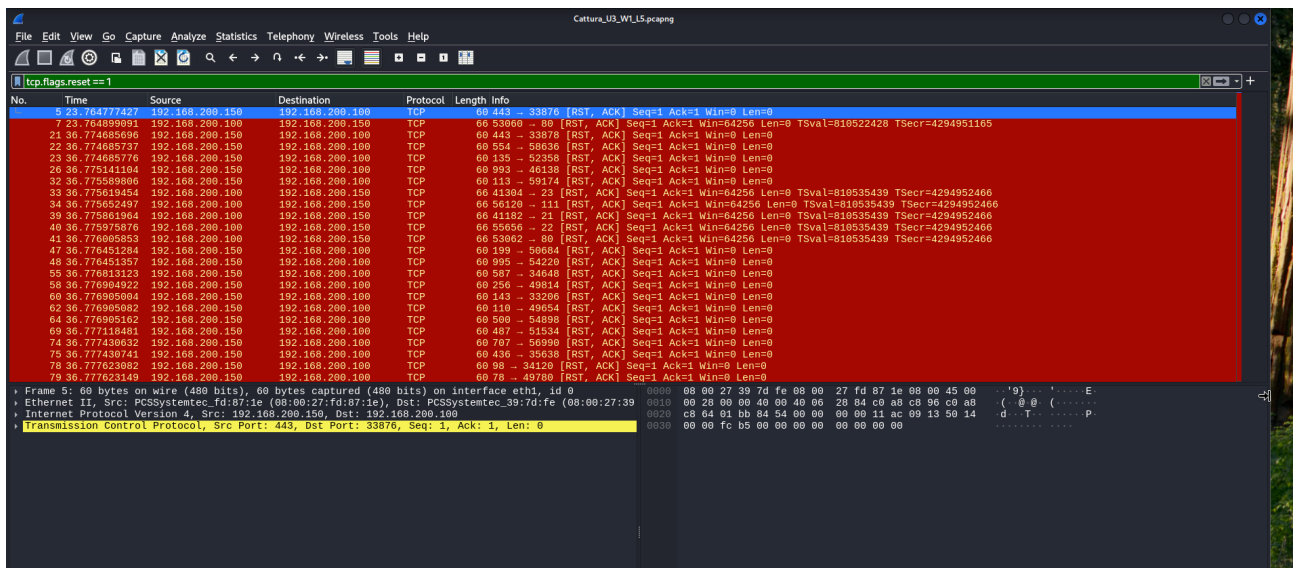 Cattura_U3_W1_L5.pcapng
File Edit View Go Capture Analyze Statistics Telephony Wireless Tools Help
tcp.flags.reset == 1
No. Time Source Destination Protocol Length Info
5 23.764777427 192.168.200.150 192.168.200.100 TCP 60 443 → 33876 [RST, ACK] Seq=1 Ack=1 Win=0 Len=0
7 23.764899091 192.168.200.100 192.168.200.150 TCP 66 53060 → 80 [RST, ACK] Seq=1 Ack=1 Win=64256 Len=0 TSval=810522428 TSecr=4294951165
21 36.774685696 192.168.200.150 192.168.200.100 TCP 60 443 → 33878 [RST, ACK] Seq=1 Ack=1 Win=0 Len=0
22 36.774685737 192.168.200.150 192.168.200.100 TCP 60 554 → 58636 [RST, ACK] Seq=1 Ack=1 Win=0 Len=0
23 36.774685776 192.168.200.150 192.168.200.100 TCP 60 135 → 52358 [RST, ACK] Seq=1 Ack=1 Win=0 Len=0
26 36.775141104 192.168.200.150 192.168.200.100 TCP 60 993 → 46138 [RST, ACK] Seq=1 Ack=1 Win=0 Len=0
32 36.775589806 192.168.200.150 192.168.200.100 TCP 60 113 → 59174 [RST, ACK] Seq=1 Ack=1 Win=0 Len=0
33 36.775619454 192.168.200.100 192.168.200.150 TCP 66 41304 → 23 [RST, ACK] Seq=1 Ack=1 Win=64256 Len=0 TSval=810535439 TSecr=4294952466
34 36.775652497 192.168.200.100 192.168.200.150 TCP 66 56120 → 111 [RST, ACK] Seq=1 Ack=1 Win=64256 Len=0 TSval=810535439 TSecr=4294952466
39 36.775861964 192.168.200.100 192.168.200.150 TCP 66 41182 → 21 [RST, ACK] Seq=1 Ack=1 Win=64256 Len=0 TSval=810535439 TSecr=4294952466
40 36.775975876 192.168.200.100 192.168.200.150 TCP 66 55656 → 22 [RST, ACK] Seq=1 Ack=1 Win=64256 Len=0 TSval=810535439 TSecr=4294952466
41 36.776005853 192.168.200.100 192.168.200.150 TCP 66 53062 → 80 [RST, ACK] Seq=1 Ack=1 Win=64256 Len=0 TSval=810535439 TSecr=4294952466
47 36.776451284 192.168.200.150 192.168.200.100 TCP 60 199 → 50684 [RST, ACK] Seq=1 Ack=1 Win=0 Len=0
48 36.776451357 192.168.200.150 192.168.200.100 TCP 60 995 → 54220 [RST, ACK] Seq=1 Ack=1 Win=0 Len=0
55 36.776813123 192.168.200.150 192.168.200.100 TCP 60 587 → 34648 [RST, ACK] Seq=1 Ack=1 Win=0 Len=0
58 36.776904922 192.168.200.150 192.168.200.100 TCP 60 256 → 49814 [RST, ACK] Seq=1 Ack=1 Win=0 Len=0
60 36.776905004 192.168.200.150 192.168.200.100 TCP 60 143 → 33206 [RST, ACK] Seq=1 Ack=1 Win=0 Len=0
62 36.776905082 192.168.200.150 192.168.200.100 TCP 60 110 → 49654 [RST, ACK] Seq=1 Ack=1 Win=0 Len=0
64 36.776905162 192.168.200.150 192.168.200.100 TCP 60 500 → 54898 [RST, ACK] Seq=1 Ack=1 Win=0 Len=0
69 36.777118481 192.168.200.150 192.168.200.100 TCP 60 487 → 51534 [RST, ACK] Seq=1 Ack=1 Win=0 Len=0
74 36.777430632 192.168.200.150 192.168.200.100 TCP 60 707 → 56990 [RST, ACK] Seq=1 Ack=1 Win=0 Len=0
75 36.777430741 192.168.200.150 192.168.200.100 TCP 60 436 → 35638 [RST, ACK] Seq=1 Ack=1 Win=0 Len=0
78 36.777623082 192.168.200.150 192.168.200.100 TCP 60 98 → 34120 [RST, ACK] Seq=1 Ack=1 Win=0 Len=0
79 36.777623149 192.168.200.150 192.168.200.100 TCP 60 78 → 49780 [RST, ACK] Seq=1 Ack=1 Win=0 Len=0
Frame 5: 60 bytes on wire (480 bits), 60 bytes captured (480 bits) on interface eth1, id 0
Ethernet II, Src: PCSSystemtec_fd:87:1e (08:00:27:fd:87:1e), Dst: PCSSystemtec_39:7d:fe (08:00:27:39
Internet Protocol Version 4, Src: 192.168.200.150, Dst: 192.168.200.100
Transmission Control Protocol, Src Port: 443, Dst Port: 33876, Seq: 1, Ack: 1, Len: 0
0000 08 00 27 39 7d fe 08 00 27 fd 87 1e 08 00 45 00 ··'9}··· '·····E·
0010 00 28 00 00 40 00 40 06 28 84 c0 a8 c8 96 c0 a8 ·(··@·@· (·······
0020 c8 64 01 bb 84 54 00 00 00 00 11 ac 09 13 50 14 ·d···T·· ······P·
0030 00 00 fc b5 00 00 00 00 00 00 00 00 ········ ····